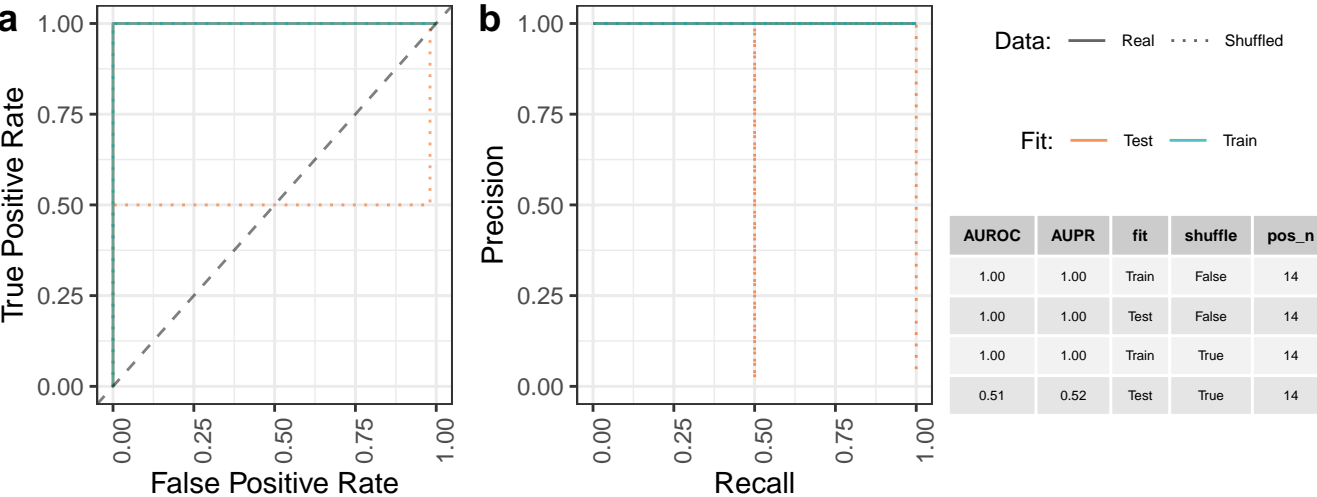 a
True Positive Rate
1.00
0.75
0.50
0.25
0.00
0.00
0.25
0.50
0.75
1.00
False Positive Rate
b
Precision
1.00
0.75
0.50
0.25
0.00
0.00
0.25
0.50
0.75
1.00
Recall
Data: Real Shuffled
Fit: Test Train
AUROC AUPR fit shuffle pos_n
1.00 1.00 Train False 14
1.00 1.00 Test False 14
1.00 1.00 Train True 14
0.51 0.52 Test True 14